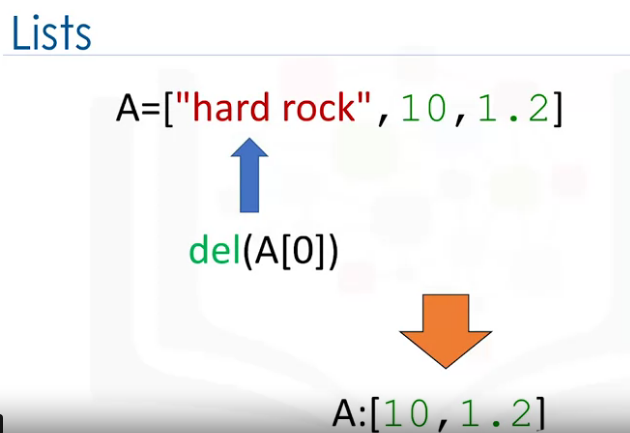 Lists
A=["hard rock",10,1.2]
del(A[0])
A:[10,1.2]